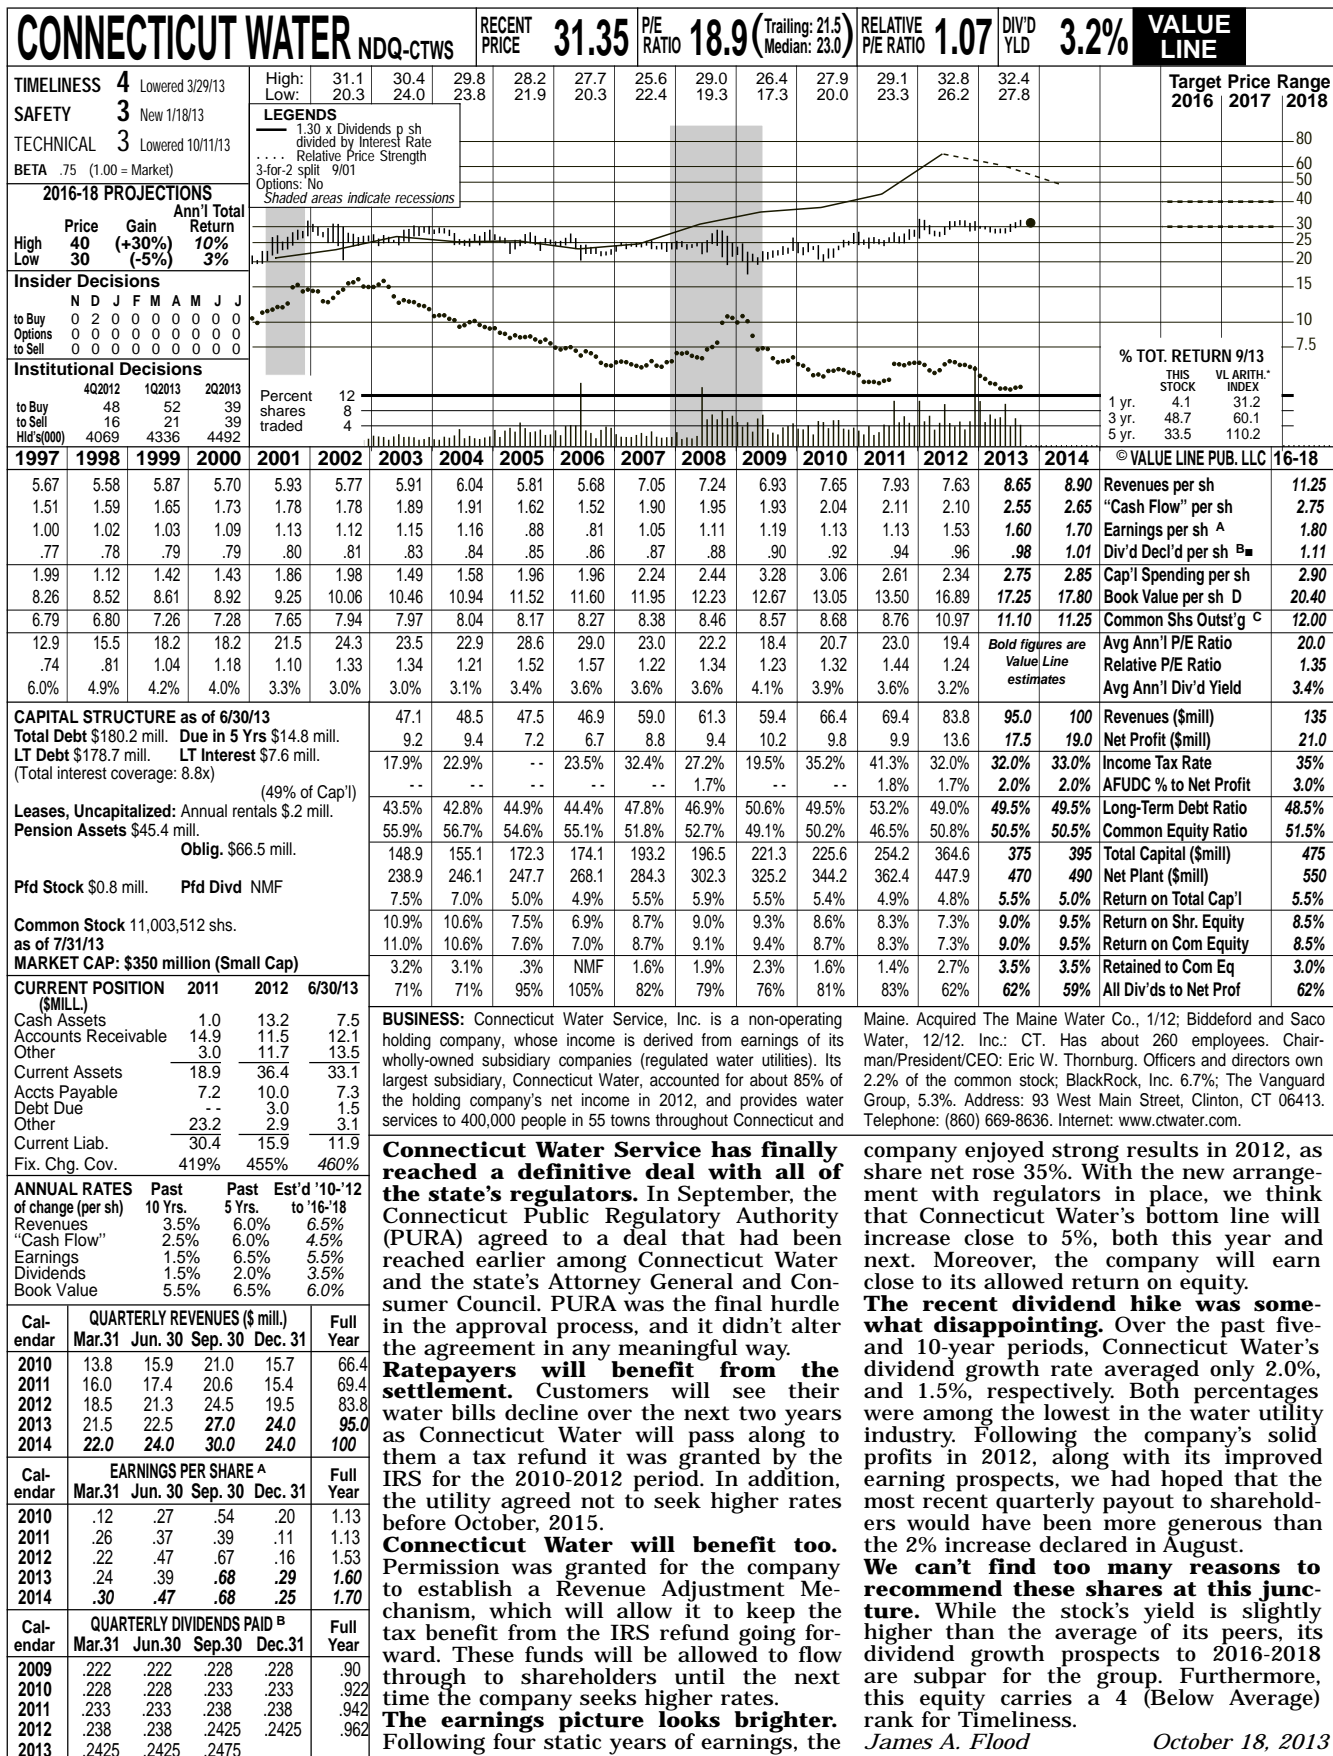 CONNECTICUT WATER NDQ-CTWS RECENT PRICE 31.35 P/E RATIO 18.9 (Trailing: 21.5 Median: 23.0) RELATIVE P/E RATIO 1.07 DIV'D YLD 3.2% VALUE LINE
TIMELINESS 4 Lowered 3/29/13
SAFETY 3 New 1/18/13
TECHNICAL 3 Lowered 10/11/13
BETA .75 (1.00 = Market)
2016-18 PROJECTIONS
Ann'l Total
Price Gain Return
High 40 (+30%) 10%
Low 30 (-5%) 3%
Insider Decisions
N D J F M A M J J
to Buy 0 2 0 0 0 0 0 0 0
Options 0 0 0 0 0 0 0 0 0
to Sell 0 0 0 0 0 0 0 0 0
Institutional Decisions
4Q2012 1Q2013 2Q2013
to Buy 48 52 39
to Sell 16 21 39
Hld's(000) 4069 4336 4492
High: 31.1 30.4 29.8 28.2 27.7 25.6 29.0 26.4 27.9 29.1 32.8 32.4
Low: 20.3 24.0 23.8 21.9 20.3 22.4 19.3 17.3 20.0 23.3 26.2 27.8
LEGENDS
1.30 x Dividends p sh
divided by Interest Rate
. . . . Relative Price Strength
3-for-2 split 9/01
Options: No
Shaded areas indicate recessions
Target Price Range
2016 2017 2018
80
60
50
40
30
25
20
15
10
7.5
Percent shares traded
12
8
4
% TOT. RETURN 9/13
THIS STOCK VL ARITH.* INDEX
1 yr. 4.1 31.2
3 yr. 48.7 60.1
5 yr. 33.5 110.2
1997 1998 1999 2000 2001 2002 2003 2004 2005 2006 2007 2008 2009 2010 2011 2012 2013 2014 © VALUE LINE PUB. LLC 16-18
5.67 5.58 5.87 5.70 5.93 5.77 5.91 6.04 5.81 5.68 7.05 7.24 6.93 7.65 7.93 7.63 8.65 8.90 Revenues per sh 11.25
1.51 1.59 1.65 1.73 1.78 1.78 1.89 1.91 1.62 1.52 1.90 1.95 1.93 2.04 2.11 2.10 2.55 2.65 "Cash Flow" per sh 2.75
1.00 1.02 1.03 1.09 1.13 1.12 1.15 1.16 .88 .81 1.05 1.11 1.19 1.13 1.13 1.53 1.60 1.70 Earnings per sh A 1.80
.77 .78 .79 .79 .80 .81 .83 .84 .85 .86 .87 .88 .90 .92 .94 .96 .98 1.01 Div'd Decl'd per sh B■ 1.11
1.99 1.12 1.42 1.43 1.86 1.98 1.49 1.58 1.96 1.96 2.24 2.44 3.28 3.06 2.61 2.34 2.75 2.85 Cap'l Spending per sh 2.90
8.26 8.52 8.61 8.92 9.25 10.06 10.46 10.94 11.52 11.60 11.95 12.23 12.67 13.05 13.50 16.89 17.25 17.80 Book Value per sh D 20.40
6.79 6.80 7.26 7.28 7.65 7.94 7.97 8.04 8.17 8.27 8.38 8.46 8.57 8.68 8.76 10.97 11.10 11.25 Common Shs Outst'g C 12.00
12.9 15.5 18.2 18.2 21.5 24.3 23.5 22.9 28.6 29.0 23.0 22.2 18.4 20.7 23.0 19.4 Bold figures are Avg Ann'l P/E Ratio 20.0
.74 .81 1.04 1.18 1.10 1.33 1.34 1.21 1.52 1.57 1.22 1.34 1.23 1.32 1.44 1.24 Value Line Relative P/E Ratio 1.35
6.0% 4.9% 4.2% 4.0% 3.3% 3.0% 3.0% 3.1% 3.4% 3.6% 3.6% 3.6% 4.1% 3.9% 3.6% 3.2% estimates Avg Ann'l Div'd Yield 3.4%
CAPITAL STRUCTURE as of 6/30/13
Total Debt $180.2 mill. Due in 5 Yrs $14.8 mill.
LT Debt $178.7 mill. LT Interest $7.6 mill.
(Total interest coverage: 8.8x)
(49% of Cap'l)
Leases, Uncapitalized: Annual rentals $.2 mill.
Pension Assets $45.4 mill.
Oblig. $66.5 mill.
Pfd Stock $0.8 mill. Pfd Divd NMF
Common Stock 11,003,512 shs.
as of 7/31/13
MARKET CAP: $350 million (Small Cap)
47.1 48.5 47.5 46.9 59.0 61.3 59.4 66.4 69.4 83.8 95.0 100 Revenues ($mill) 135
9.2 9.4 7.2 6.7 8.8 9.4 10.2 9.8 9.9 13.6 17.5 19.0 Net Profit ($mill) 21.0
17.9% 22.9% - - 23.5% 32.4% 27.2% 19.5% 35.2% 41.3% 32.0% 32.0% 33.0% Income Tax Rate 35%
- - - - - - - - - - 1.7% - - - - 1.8% 1.7% 2.0% 2.0% AFUDC % to Net Profit 3.0%
43.5% 42.8% 44.9% 44.4% 47.8% 46.9% 50.6% 49.5% 53.2% 49.0% 49.5% 49.5% Long-Term Debt Ratio 48.5%
55.9% 56.7% 54.6% 55.1% 51.8% 52.7% 49.1% 50.2% 46.5% 50.8% 50.5% 50.5% Common Equity Ratio 51.5%
148.9 155.1 172.3 174.1 193.2 196.5 221.3 225.6 254.2 364.6 375 395 Total Capital ($mill) 475
238.9 246.1 247.7 268.1 284.3 302.3 325.2 344.2 362.4 447.9 470 490 Net Plant ($mill) 550
7.5% 7.0% 5.0% 4.9% 5.5% 5.9% 5.5% 5.4% 4.9% 4.8% 5.5% 5.0% Return on Total Cap'l 5.5%
10.9% 10.6% 7.5% 6.9% 8.7% 9.0% 9.3% 8.6% 8.3% 7.3% 9.0% 9.5% Return on Shr. Equity 8.5%
11.0% 10.6% 7.6% 7.0% 8.7% 9.1% 9.4% 8.7% 8.3% 7.3% 9.0% 9.5% Return on Com Equity 8.5%
3.2% 3.1% .3% NMF 1.6% 1.9% 2.3% 1.6% 1.4% 2.7% 3.5% 3.5% Retained to Com Eq 3.0%
71% 71% 95% 105% 82% 79% 76% 81% 83% 62% 62% 59% All Div'ds to Net Prof 62%
CURRENT POSITION 2011 2012 6/30/13
($MILL.)
Cash Assets 1.0 13.2 7.5
Accounts Receivable 14.9 11.5 12.1
Other 3.0 11.7 13.5
Current Assets 18.9 36.4 33.1
Accts Payable 7.2 10.0 7.3
Debt Due - - 3.0 1.5
Other 23.2 2.9 3.1
Current Liab. 30.4 15.9 11.9
Fix. Chg. Cov. 419% 455% 460%
ANNUAL RATES Past Past Est'd '10-'12
of change (per sh) 10 Yrs. 5 Yrs. to '16-'18
Revenues 3.5% 6.0% 6.5%
"Cash Flow" 2.5% 6.0% 4.5%
Earnings 1.5% 6.5% 5.5%
Dividends 1.5% 2.0% 3.5%
Book Value 5.5% 6.5% 6.0%
Cal- QUARTERLY REVENUES ($ mill.) Full
endar Mar.31 Jun. 30 Sep. 30 Dec. 31 Year
2010 13.8 15.9 21.0 15.7 66.4
2011 16.0 17.4 20.6 15.4 69.4
2012 18.5 21.3 24.5 19.5 83.8
2013 21.5 22.5 27.0 24.0 95.0
2014 22.0 24.0 30.0 24.0 100
Cal- EARNINGS PER SHARE A Full
endar Mar.31 Jun. 30 Sep. 30 Dec. 31 Year
2010 .12 .27 .54 .20 1.13
2011 .26 .37 .39 .11 1.13
2012 .22 .47 .67 .16 1.53
2013 .24 .39 .68 .29 1.60
2014 .30 .47 .68 .25 1.70
Cal- QUARTERLY DIVIDENDS PAID B Full
endar Mar.31 Jun.30 Sep.30 Dec.31 Year
2009 .222 .222 .228 .228 .90
2010 .228 .228 .233 .233 .922
2011 .233 .233 .238 .238 .942
2012 .238 .238 .2425 .2425 .962
2013 .2425 .2425 .2475
BUSINESS: Connecticut Water Service, Inc. is a non-operating
holding company, whose income is derived from earnings of its
wholly-owned subsidiary companies (regulated water utilities). Its
largest subsidiary, Connecticut Water, accounted for about 85% of
the holding company's net income in 2012, and provides water
services to 400,000 people in 55 towns throughout Connecticut and
Maine. Acquired The Maine Water Co., 1/12; Biddeford and Saco
Water, 12/12. Inc.: CT. Has about 260 employees. Chair-
man/President/CEO: Eric W. Thornburg. Officers and directors own
2.2% of the common stock; BlackRock, Inc. 6.7%; The Vanguard
Group, 5.3%. Address: 93 West Main Street, Clinton, CT 06413.
Telephone: (860) 669-8636. Internet: www.ctwater.com.
Connecticut Water Service has finally
reached a definitive deal with all of
the state's regulators. In September, the
Connecticut Public Regulatory Authority
(PURA) agreed to a deal that had been
reached earlier among Connecticut Water
and the state's Attorney General and Con-
sumer Council. PURA was the final hurdle
in the approval process, and it didn't alter
the agreement in any meaningful way.
Ratepayers will benefit from the
settlement. Customers will see their
water bills decline over the next two years
as Connecticut Water will pass along to
them a tax refund it was granted by the
IRS for the 2010-2012 period. In addition,
the utility agreed not to seek higher rates
before October, 2015.
Connecticut Water will benefit too.
Permission was granted for the company
to establish a Revenue Adjustment Me-
chanism, which will allow it to keep the
tax benefit from the IRS refund going for-
ward. These funds will be allowed to flow
through to shareholders until the next
time the company seeks higher rates.
The earnings picture looks brighter.
Following four static years of earnings, the
company enjoyed strong results in 2012, as
share net rose 35%. With the new arrange-
ment with regulators in place, we think
that Connecticut Water's bottom line will
increase close to 5%, both this year and
next. Moreover, the company will earn
close to its allowed return on equity.
The recent dividend hike was some-
what disappointing. Over the past five-
and 10-year periods, Connecticut Water's
dividend growth rate averaged only 2.0%,
and 1.5%, respectively. Both percentages
were among the lowest in the water utility
industry. Following the company's solid
profits in 2012, along with its improved
earning prospects, we had hoped that the
most recent quarterly payout to sharehold-
ers would have been more generous than
the 2% increase declared in August.
We can't find too many reasons to
recommend these shares at this junc-
ture. While the stock's yield is slightly
higher than the average of its peers, its
dividend growth prospects to 2016-2018
are subpar for the group. Furthermore,
this equity carries a 4 (Below Average)
rank for Timeliness.
James A. Flood October 18, 2013